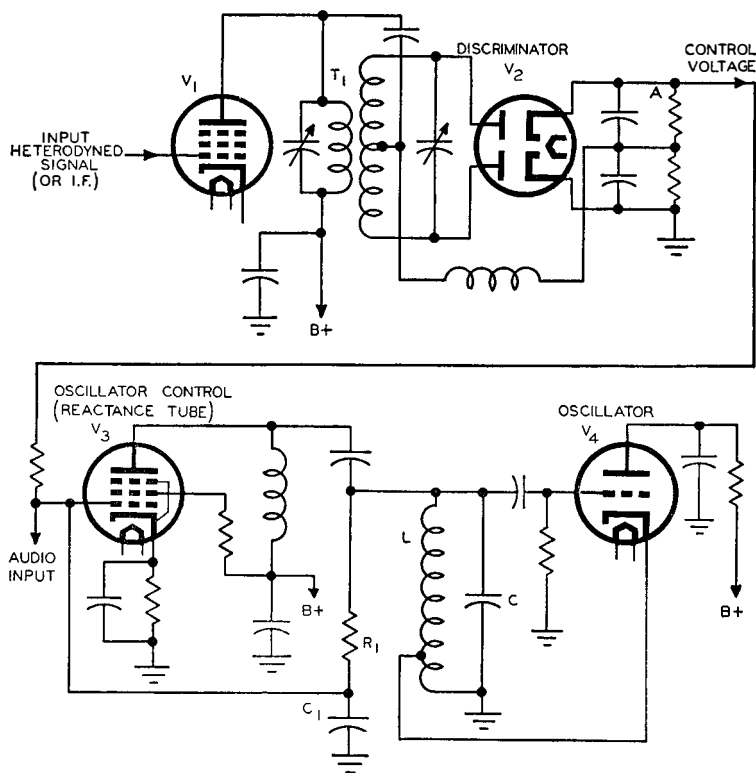 DISCRIMINATOR
V2
CONTROL
VOLTAGE
V1
T1
A
INPUT
HETERODYNED
SIGNAL
(OR I.F.)
B+
OSCILLATOR CONTROL
(REACTANCE TUBE)
V3
OSCILLATOR
V4
AUDIO
INPUT
B+
L
C
R1
C1
B+